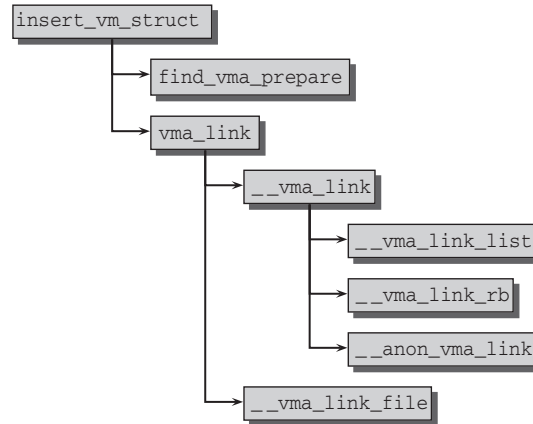 insert_vm_struct
find_vma_prepare
vma_link
__vma_link
__vma_link_list
__vma_link_rb
__anon_vma_link
__vma_link_file